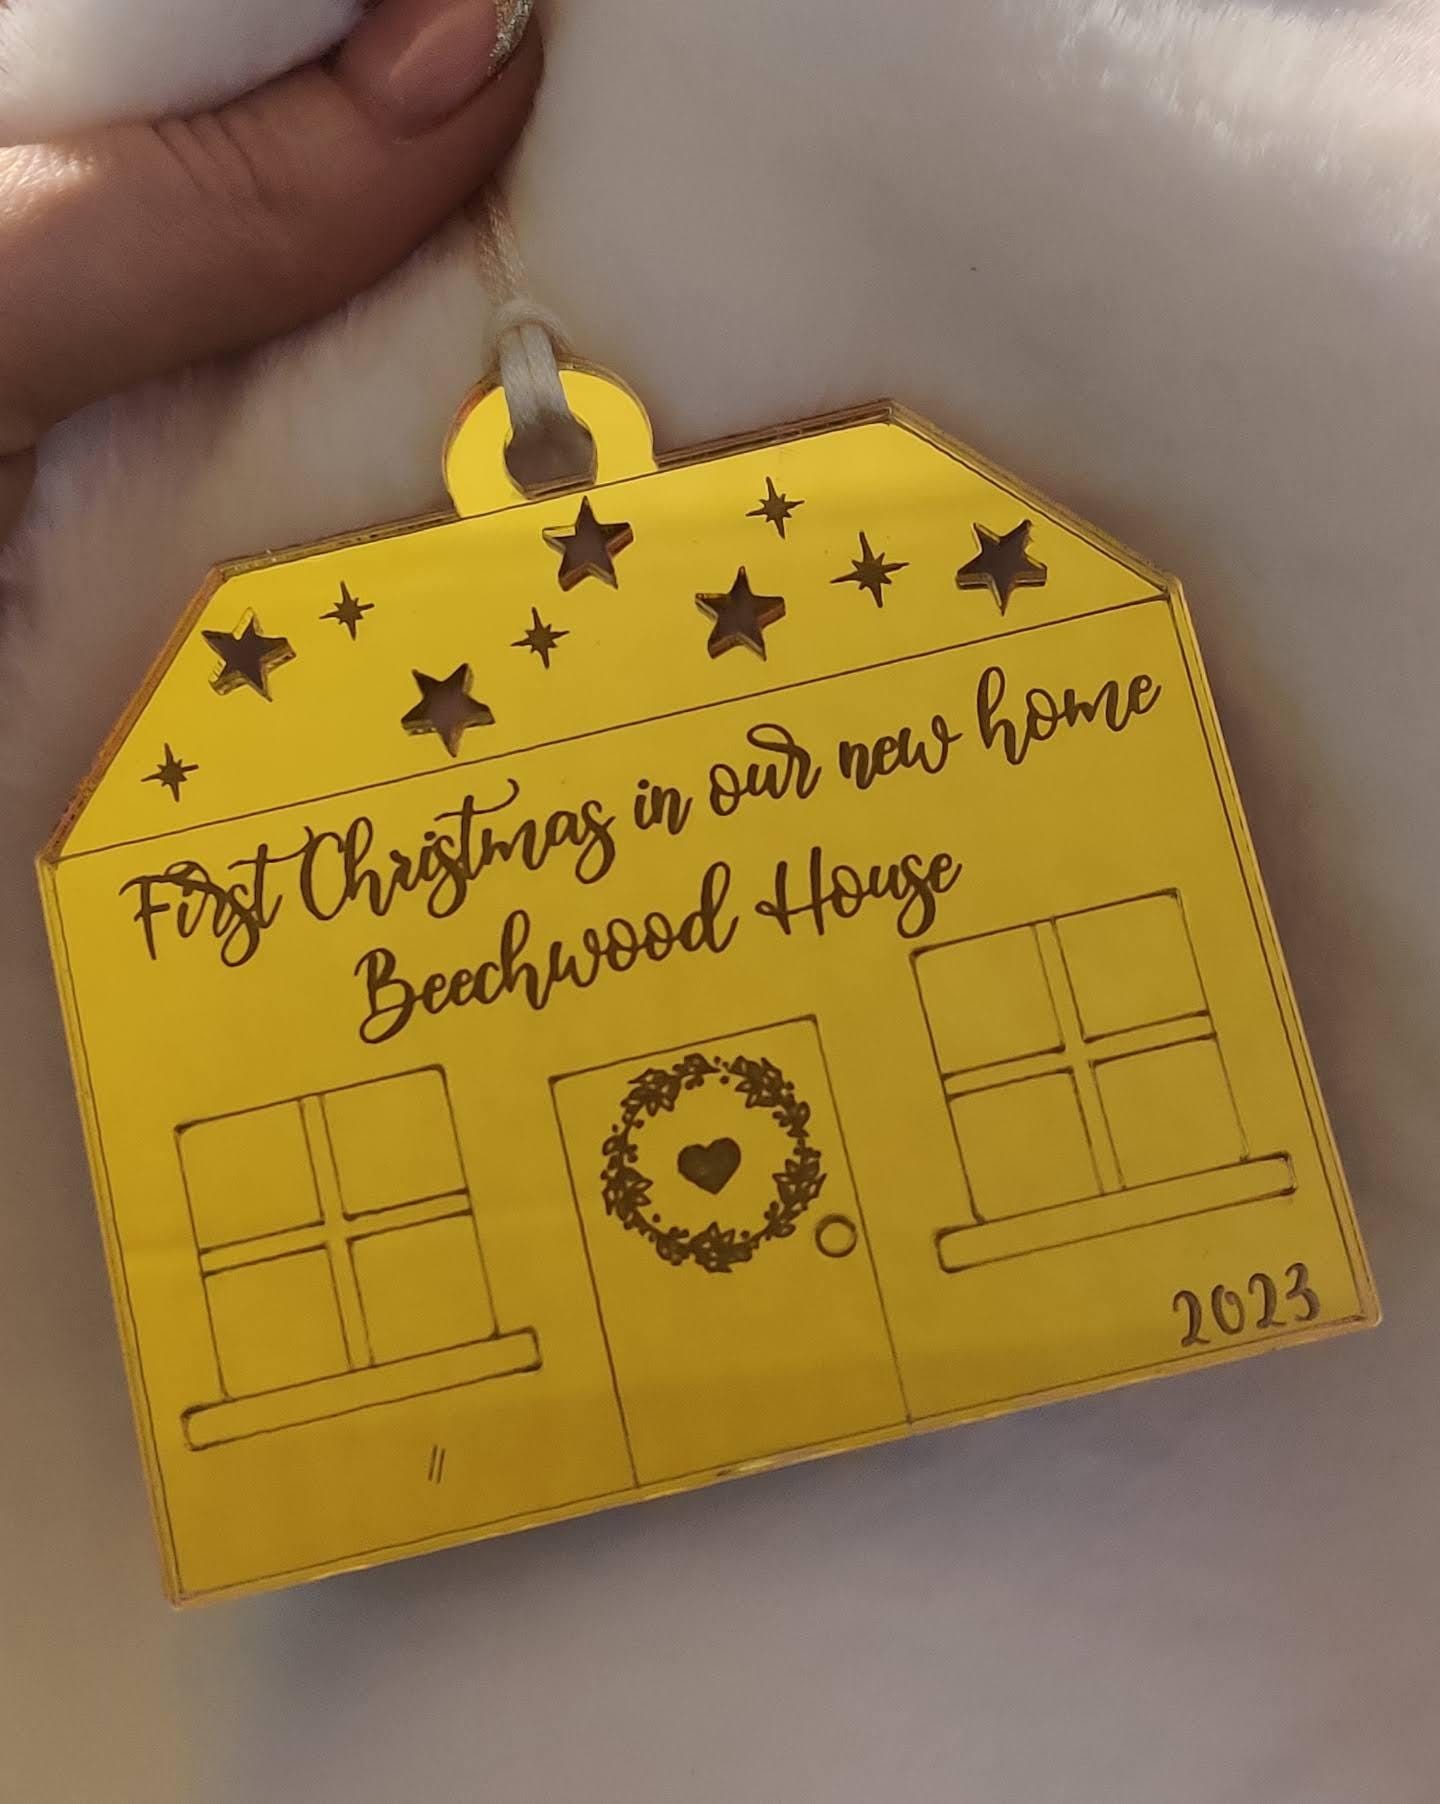 First Christmas in our new home
Beechwood House
2023